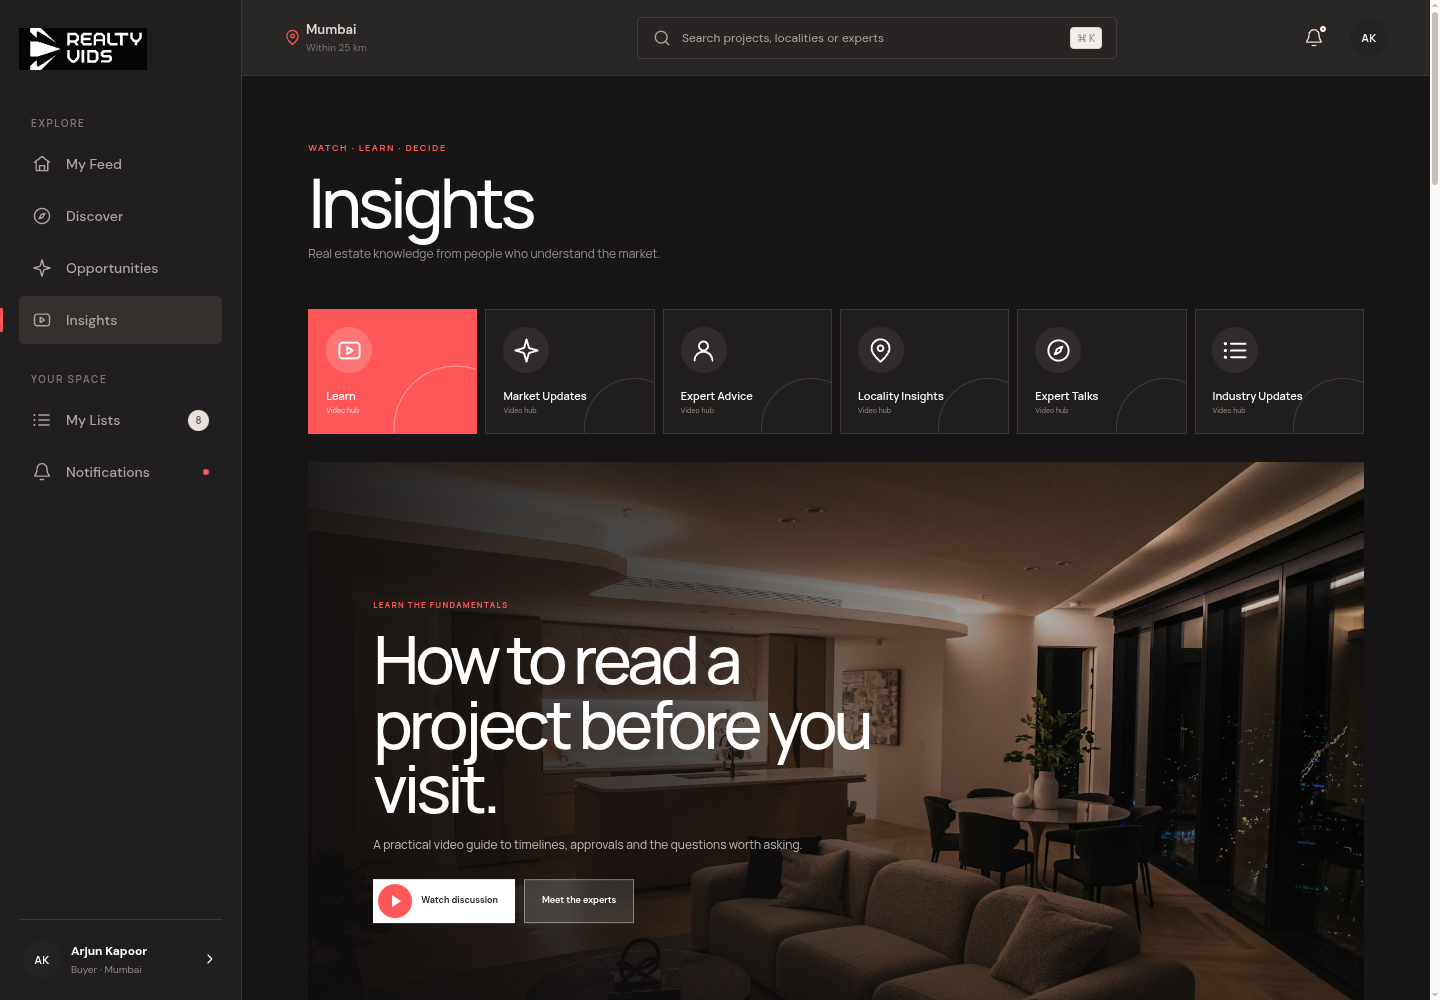 REALTY
VIDS
EXPLORE
My Feed
Discover
Opportunities
Insights
YOUR SPACE
My Lists
8
Notifications
AK
Arjun Kapoor
Buyer · Mumbai
Mumbai
Within 25 km
Search projects, localities or experts
⌘ K
AK
WATCH · LEARN · DECIDE
Insights
Real estate knowledge from people who understand the market.
Learn
Video hub
Market Updates
Video hub
Expert Advice
Video hub
Locality Insights
Video hub
Expert Talks
Video hub
Industry Updates
Video hub
LEARN THE FUNDAMENTALS
How to read a
project before you
visit.
A practical video guide to timelines, approvals and the questions worth asking.
Watch discussion
Meet the experts